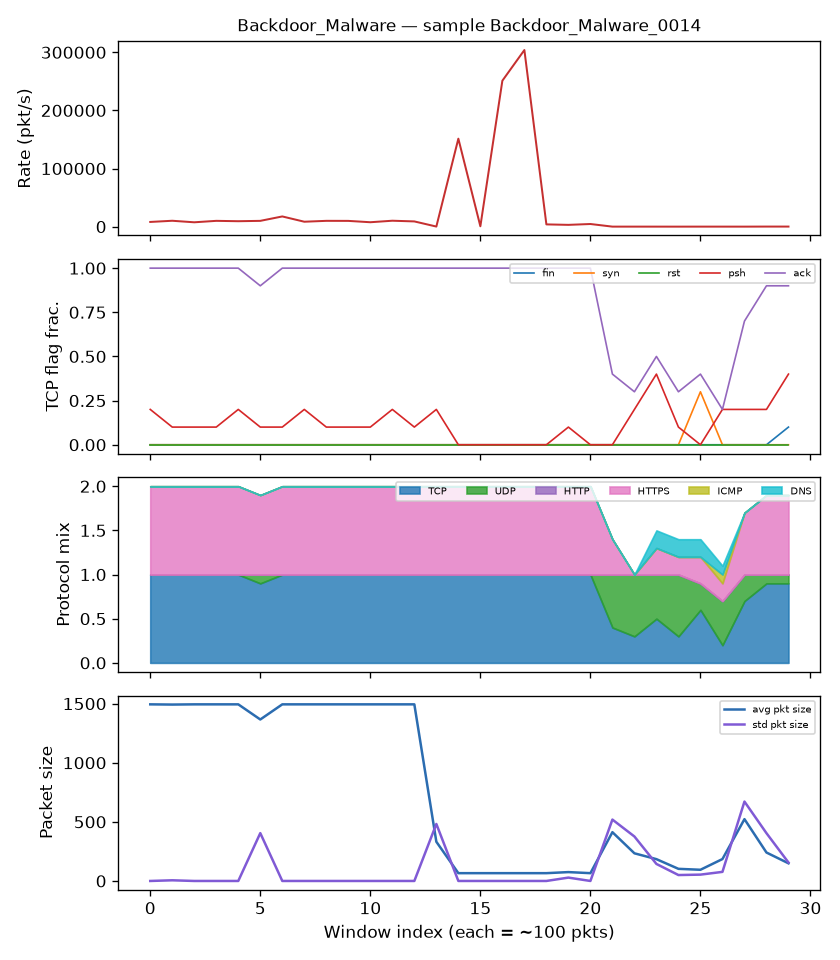 Backdoor_Malware — sample Backdoor_Malware_0014
Rate (pkt/s)
300000
200000
100000
0
TCP flag frac.
1.00
0.75
0.50
0.25
0.00
fin syn rst psh ack
Protocol mix
2.0
1.5
1.0
0.5
0.0
TCP UDP HTTP HTTPS ICMP DNS
Packet size
1500
1000
500
0
avg pkt size
std pkt size
0 5 10 15 20 25 30
Window index (each = ~100 pkts)